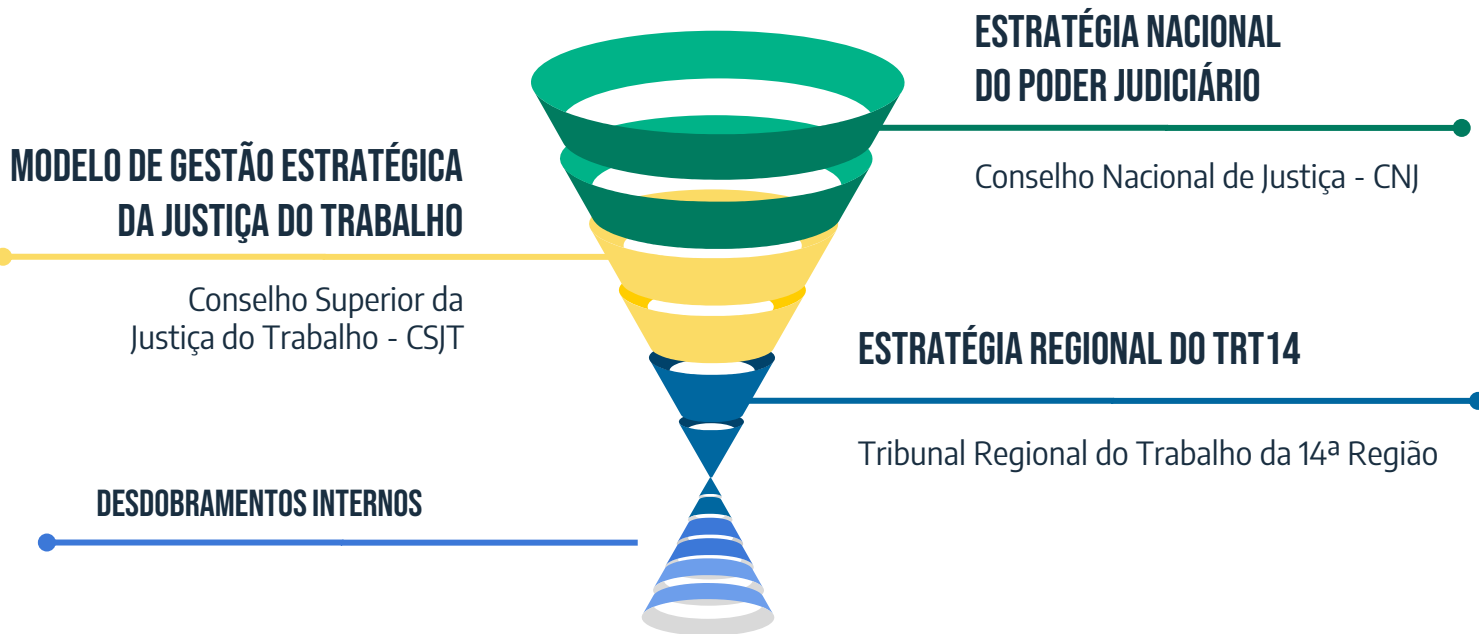 ESTRATÉGIA NACIONAL
DO PODER JUDICIÁRIO
Conselho Nacional de Justiça - CNJ
MODELO DE GESTÃO ESTRATÉGICA
DA JUSTIÇA DO TRABALHO
Conselho Superior da
Justiça do Trabalho - CSJT
ESTRATÉGIA REGIONAL DO TRT14
Tribunal Regional do Trabalho da 14ª Região
DESDOBRAMENTOS INTERNOS